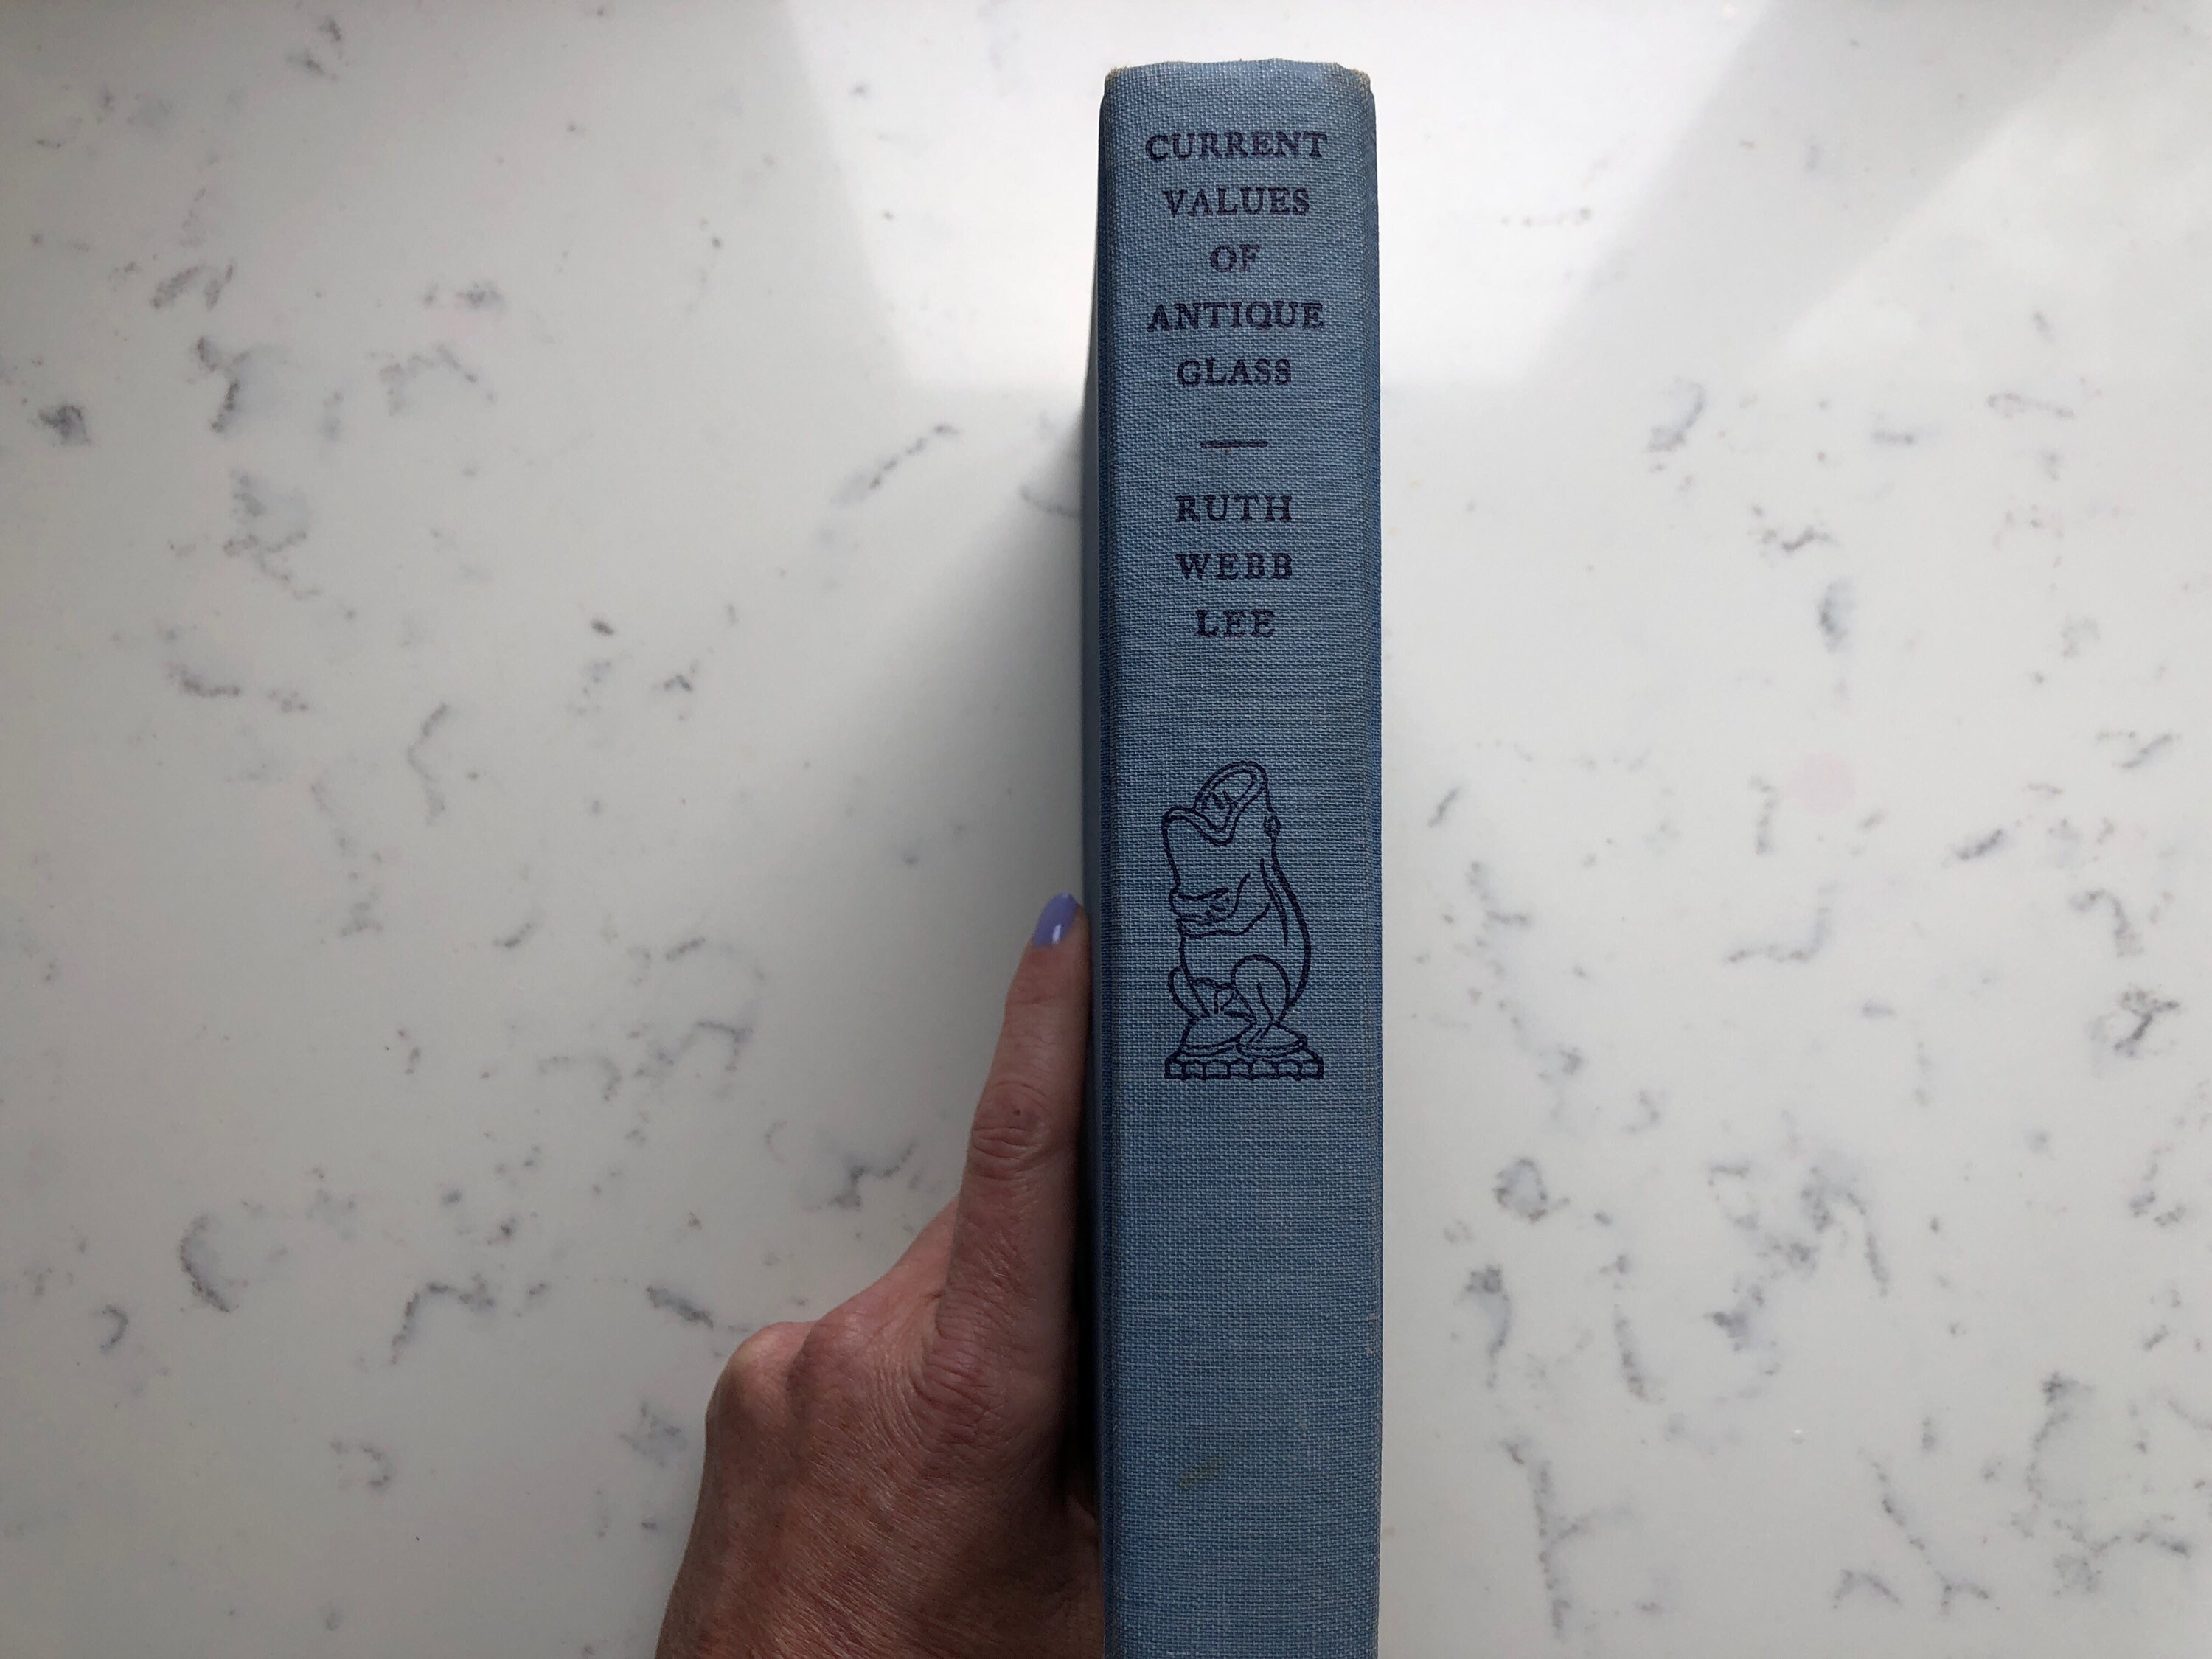 CURRENT
VALUES
OF
ANTIQUE
GLASS
RUTH
WEBB
LEE